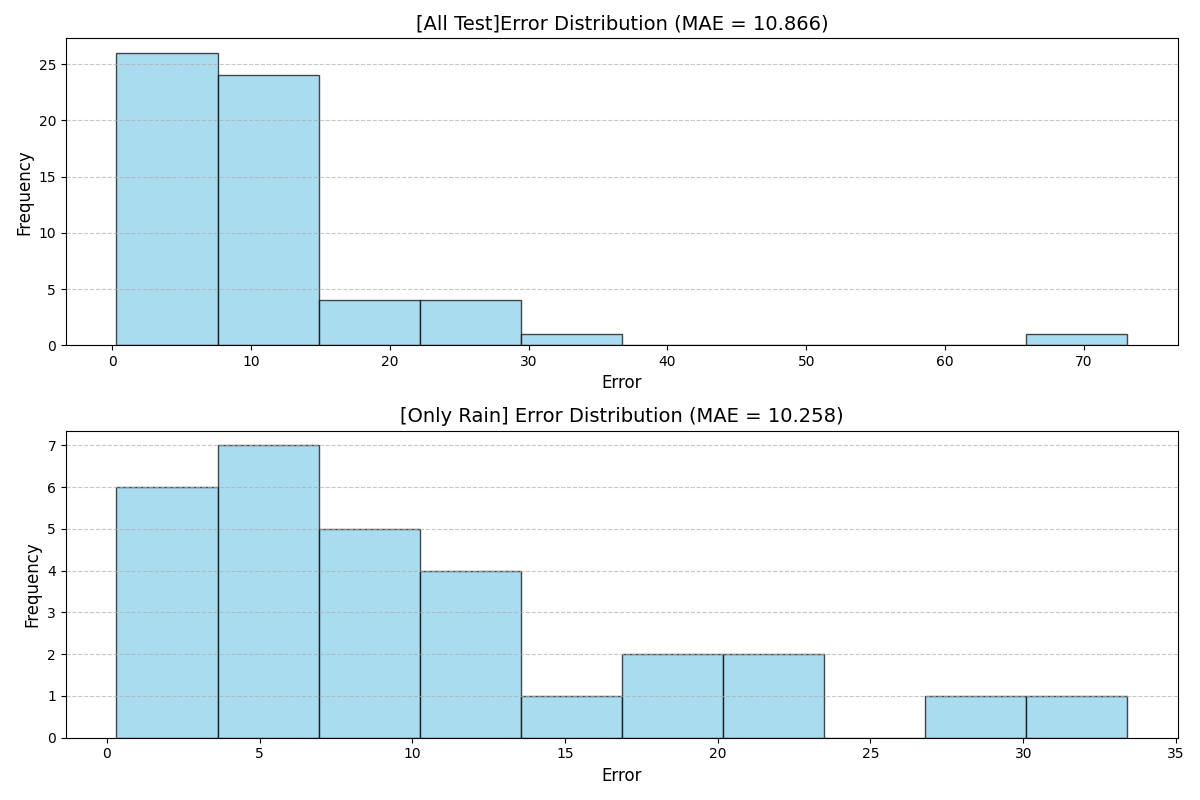 [All Test]Error Distribution (MAE = 10.866)
Frequency
25
20
15
10
5
0
0 10 20 30 40 50 60 70
Error
[Only Rain] Error Distribution (MAE = 10.258)
Frequency
7
6
5
4
3
2
1
0
0 5 10 15 20 25 30 35
Error